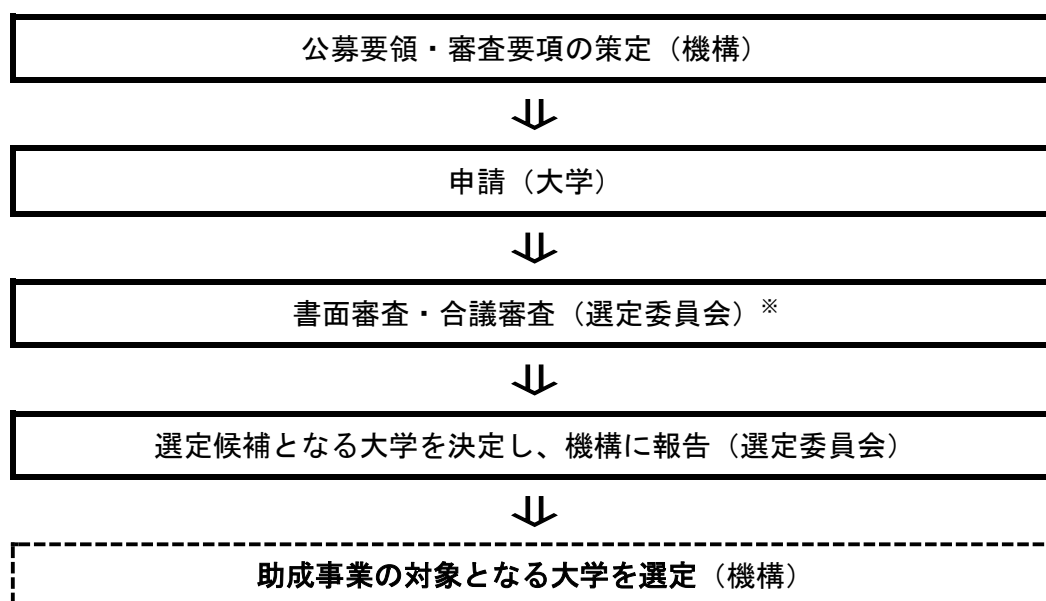 公募要領・審査要項の策定（機構）
⇓
申請（大学）
⇓
書面審査・合議審査（選定委員会）※
⇓
選定候補となる大学を決定し、機構に報告（選定委員会）
⇓
助成事業の対象となる大学を選定（機構）